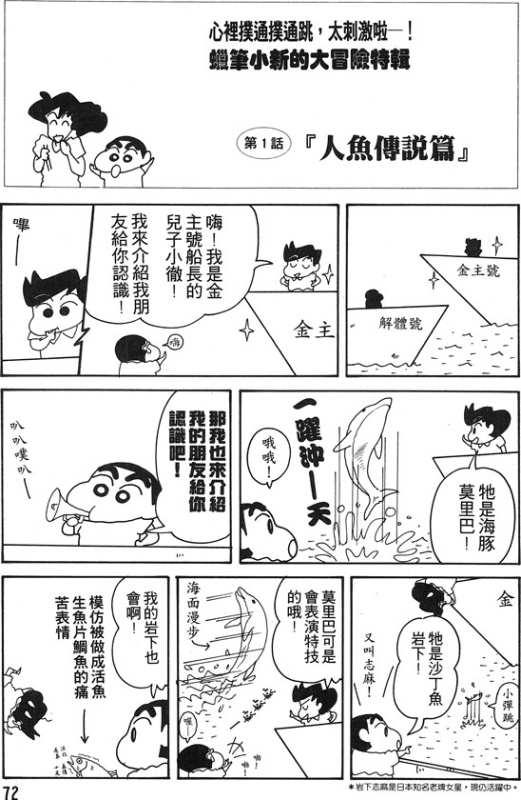 心裡撲通撲通跳，太刺激啦─！
蠟筆小新的大冒險特輯
第1話
『人魚傳說篇』
金主號
解體號
嗨！我是金
主號船長的
兒子小徹！
我來介紹我朋
友給你認識！
金主
嗨
嗶─
牠是海豚
莫里巴！
一躍沖─天
哦哦！
那我也來介紹
我的朋友給你
認識吧！
叭叭噗叭─
金
牠是沙丁魚
岩下！
又叫志麻！
小彈跳
莫里巴可是
會表演特技
的哦！
海面漫步→
喔
我的岩下也
會啊！
模仿被做成活魚
生魚片鯛魚的痛
苦表情
＊岩下志麻是日本知名老牌女星，現仍活躍中。
72